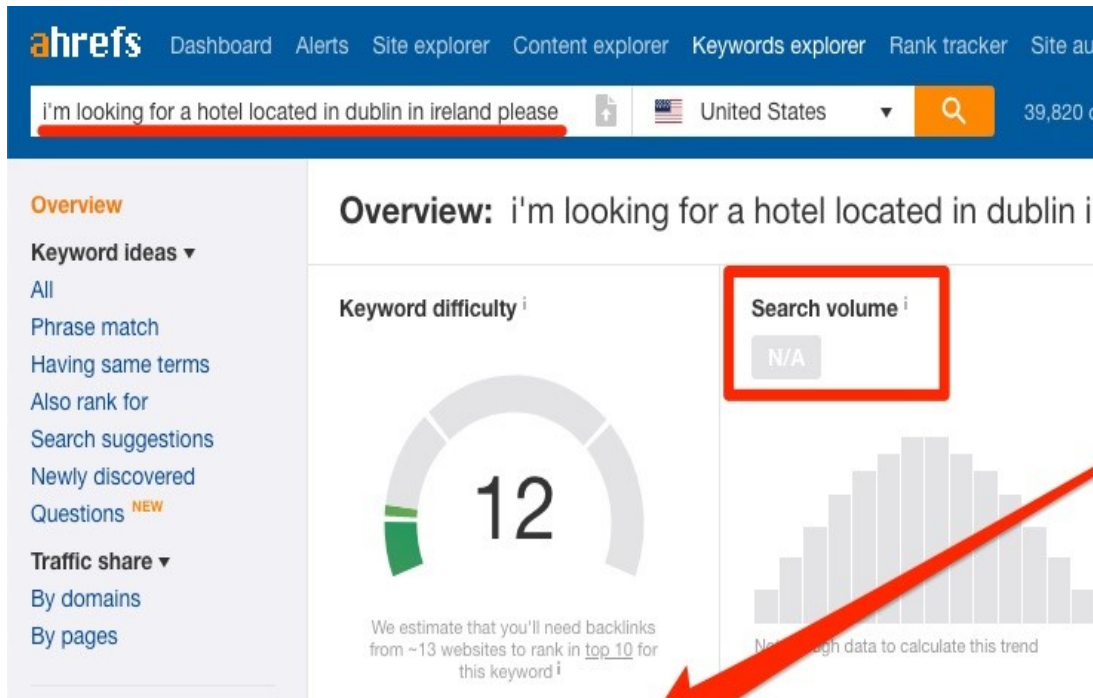 ahrefs Dashboard Alerts Site explorer Content explorer Keywords explorer Rank tracker Site au
i'm looking for a hotel located in dublin in ireland please United States 39,820
Overview
Overview: i'm looking for a hotel located in dublin i
Keyword ideas
All
Phrase match
Having same terms
Also rank for
Search suggestions
Newly discovered
Questions NEW
Traffic share
By domains
By pages
Keyword difficulty i
12
We estimate that you'll need backlinks
from ~13 websites to rank in top 10 for
this keyword i
Search volume i
N/A
data to calculate this trend